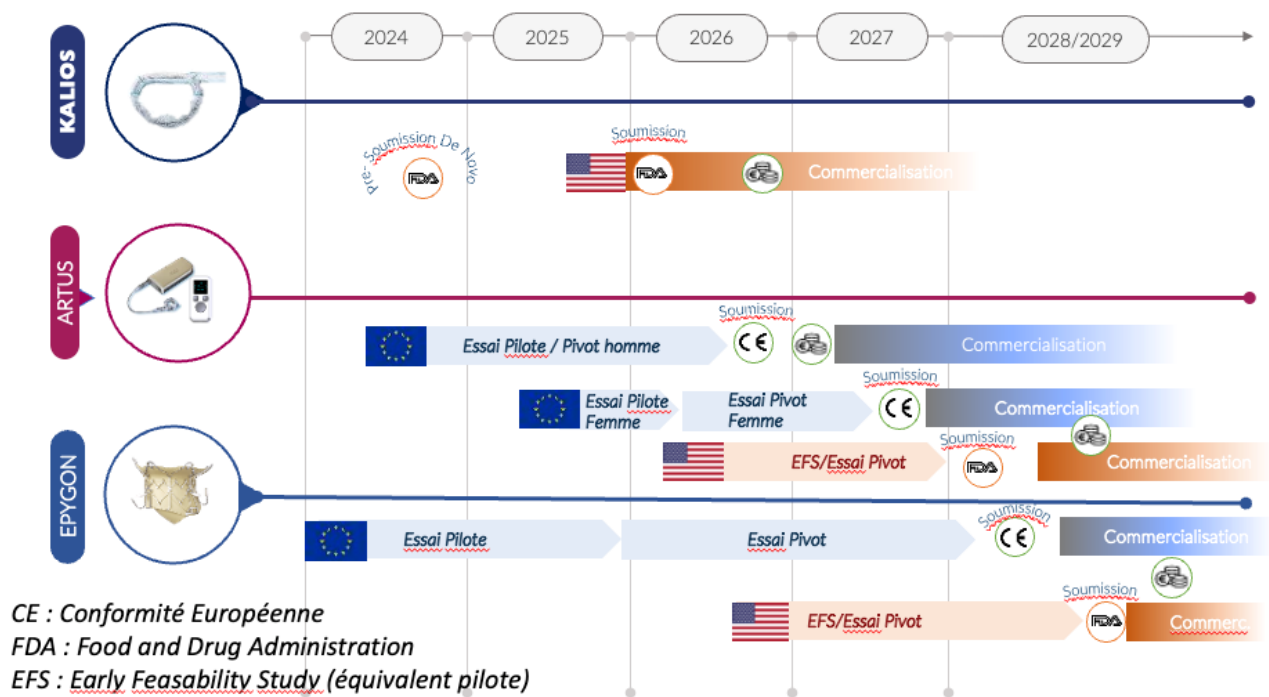 2024
2025
2026
2027
2028/2029
KALIOS
Pre- Soumission De Novo
FDA
Soumission
FDA
Commercialisation
ARTUS
Essai Pilote / Pivot homme
Soumission
CE
Commercialisation
Essai Pilote
Femme
Essai Pivot
Femme
Soumission
CE
Commercialisation
EFS/Essai Pivot
Soumission
FDA
Commercialisation
EPYGON
Essai Pilote
Essai Pivot
Soumission
CE
Commercialisation
EFS/Essai Pivot
Soumission
FDA
Commerc.
CE : Conformité Européenne
FDA : Food and Drug Administration
EFS : Early Feasability Study (équivalent pilote)